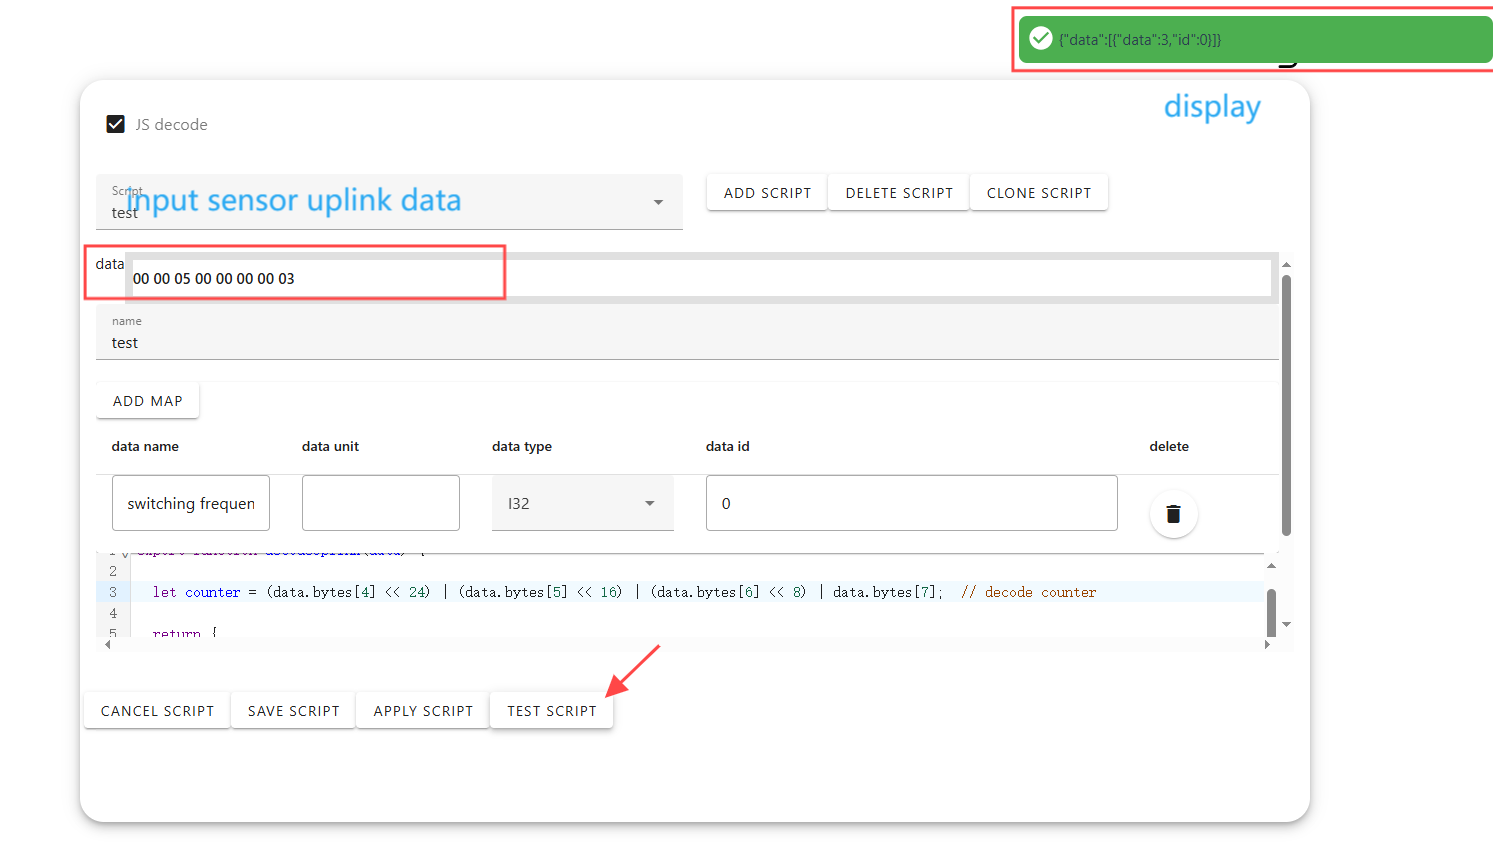 {"data":[{"data":3,"id":0}]}
display
JS decode
Script
test
input sensor uplink data
ADD SCRIPT
DELETE SCRIPT
CLONE SCRIPT
data
00 00 05 00 00 00 00 03
name
test
ADD MAP
data name data unit data type data id delete
switching frequen I32 0
2
3 let counter = (data.bytes[4] << 24) | (data.bytes[5] << 16) | (data.bytes[6] << 8) | data.bytes[7]; // decode counter
4
5 return {
CANCEL SCRIPT
SAVE SCRIPT
APPLY SCRIPT
TEST SCRIPT